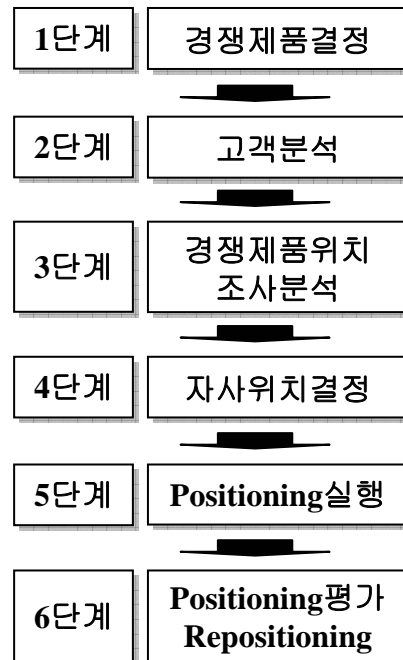 1단계 경쟁제품결정
2단계 고객분석
3단계 경쟁제품위치
조사분석
4단계 자사위치결정
5단계 Positioning실행
6단계 Positioning평가
Repositioning